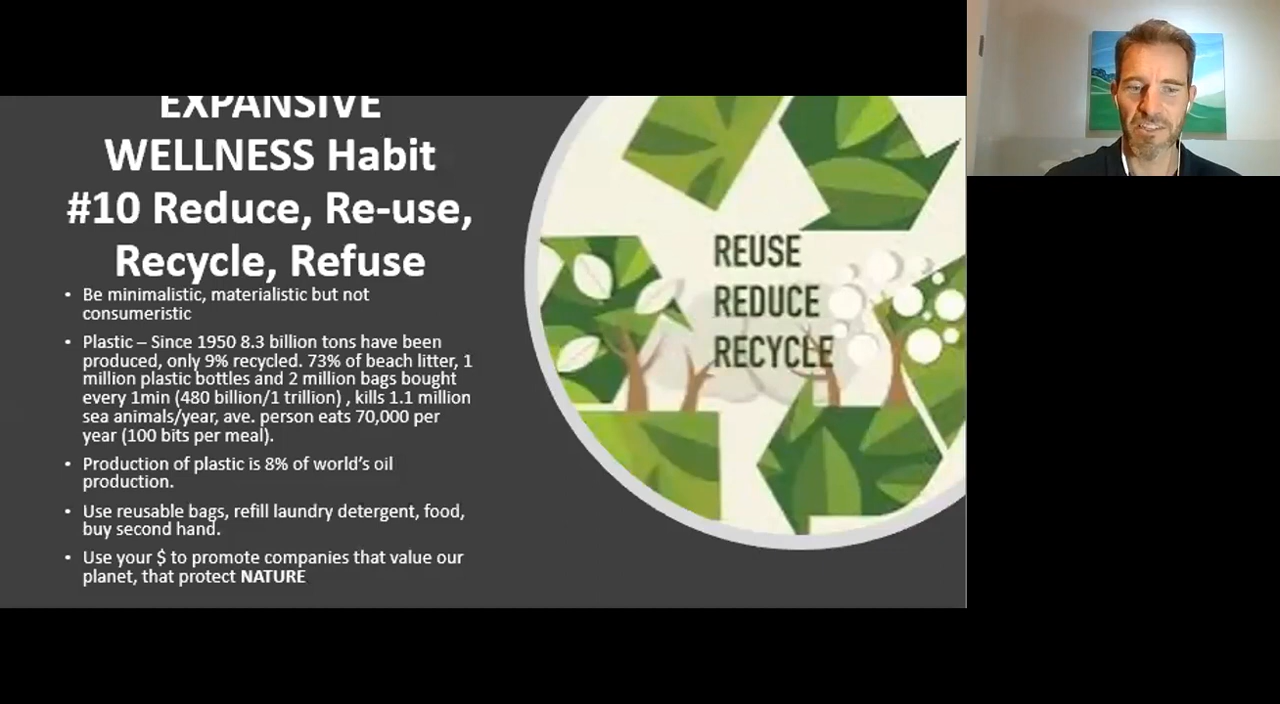 EXPANSIVE
WELLNESS Habit
#10 Reduce, Re-use,
Recycle, Refuse
• Be minimalistic, materialistic but not
consumeristic
• Plastic – Since 1950 8.3 billion tons have been
produced, only 9% recycled. 73% of beach litter, 1
million plastic bottles and 2 million bags bought
every 1min (480 billion/1 trillion) , kills 1.1 million
sea animals/year, ave. person eats 70,000 per
year (100 bits per meal).
• Production of plastic is 8% of world's oil
production.
• Use reusable bags, refill laundry detergent, food,
buy second hand.
• Use your $ to promote companies that value our
planet, that protect NATURE
REUSE
REDUCE
RECYCLE